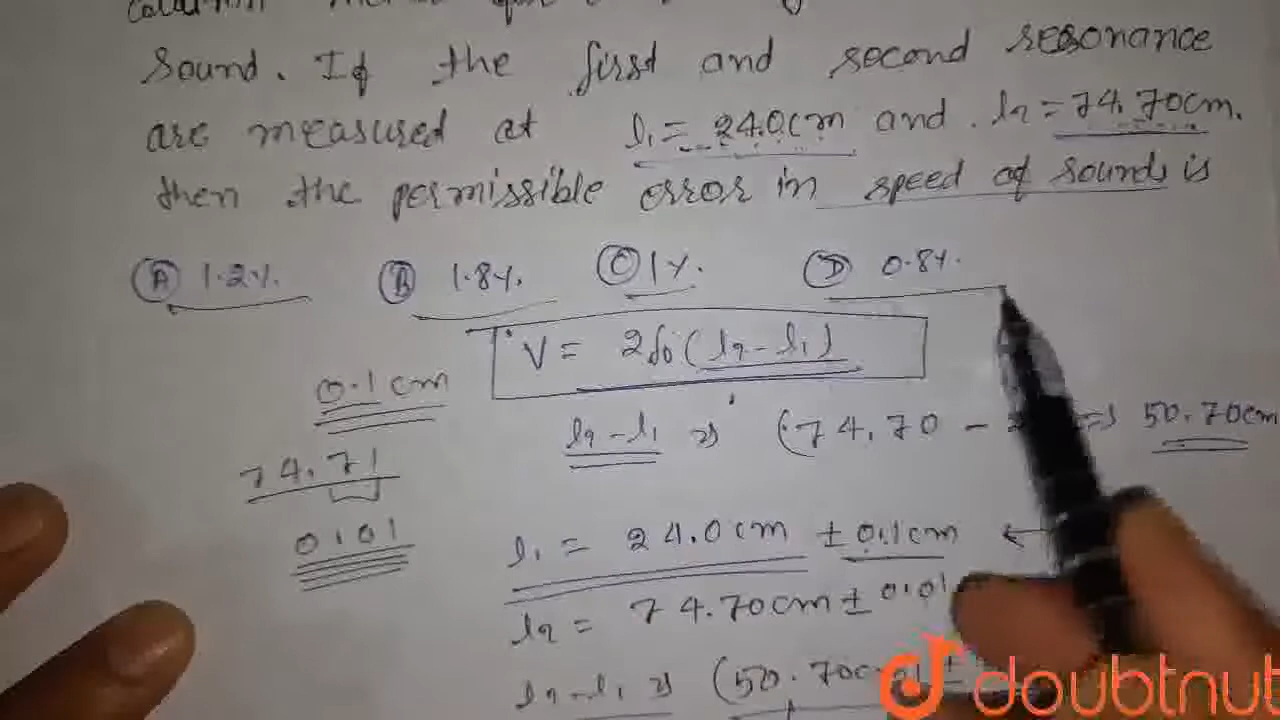 Sound. If the first and second resonance
are measured at l₁ = 24.0cm and l₂ = 74.70cm.
then the permissible error in speed of sound is
Ⓐ 1.2%. Ⓑ 1.8%. Ⓒ 1%. Ⓓ 0.8%.
V = 2f₀(l₂-l₁)
0.1cm
l₂-l₁ ⇒ (74.70 - ⇒ 50.70cm
74.71
0.01
l₁ = 24.0cm ± 0.1cm ←
l₂ = 74.70cm ± 0.01
l₂-l₁ ⇒ (50.70cm ±
doubtnut